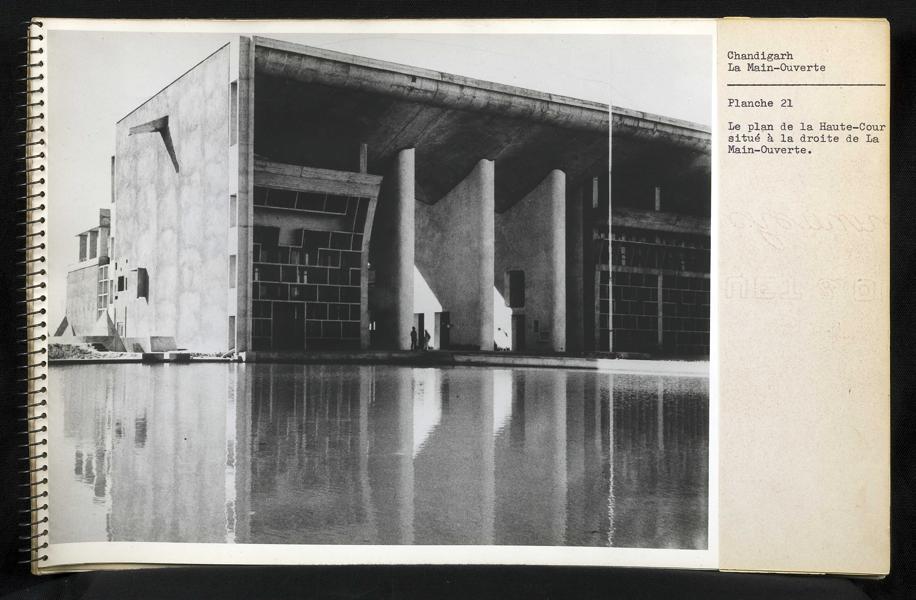 Chandigarh
La Main-Ouverte
Planche 21
Le plan de la Haute-Cour
situé à la droite de La
Main-Ouverte.